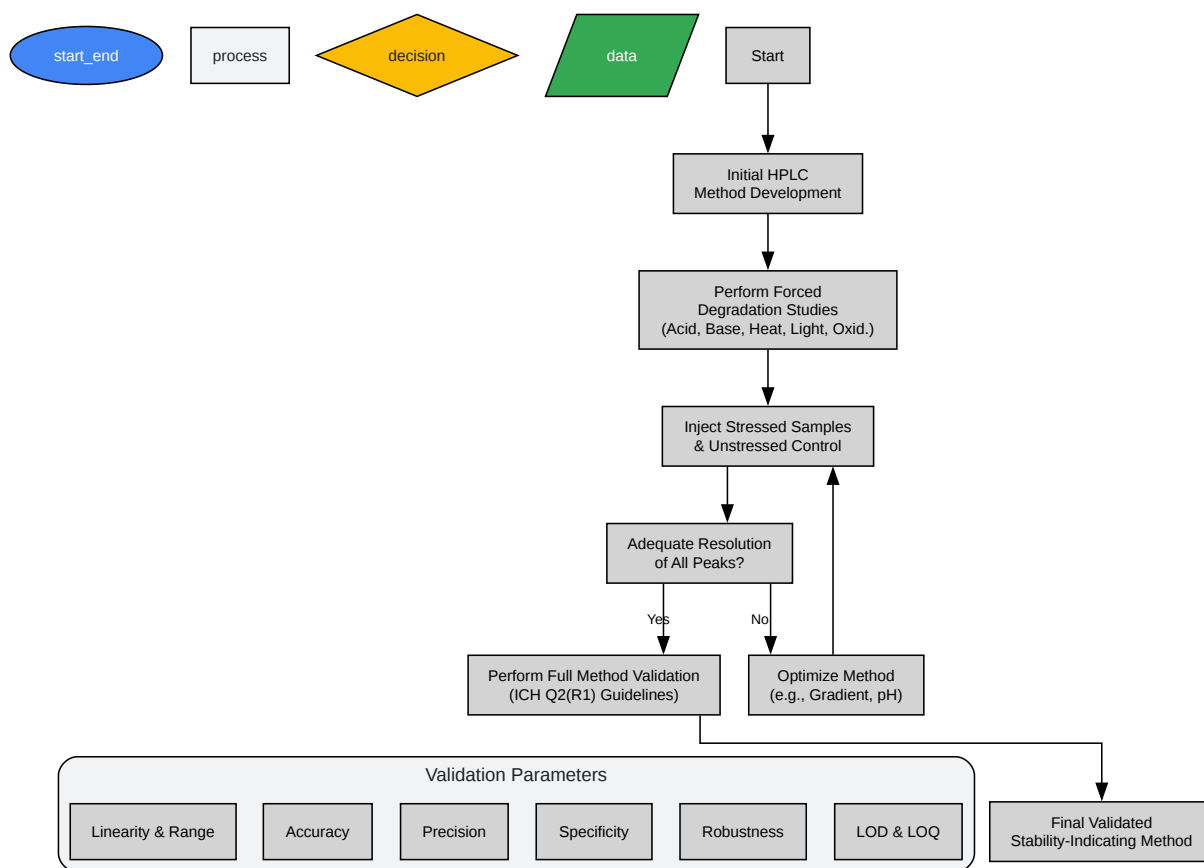 start_end
process
decision
data
Start
Initial HPLC
Method Development
Perform Forced
Degradation Studies
(Acid, Base, Heat, Light, Oxid.)
Inject Stressed Samples
& Unstressed Control
Adequate Resolution
of All Peaks?
Yes
No
Perform Full Method Validation
(ICH Q2(R1) Guidelines)
Optimize Method
(e.g., Gradient, pH)
Validation Parameters
Linearity & Range
Accuracy
Precision
Specificity
Robustness
LOD & LOQ
Final Validated
Stability-Indicating Method